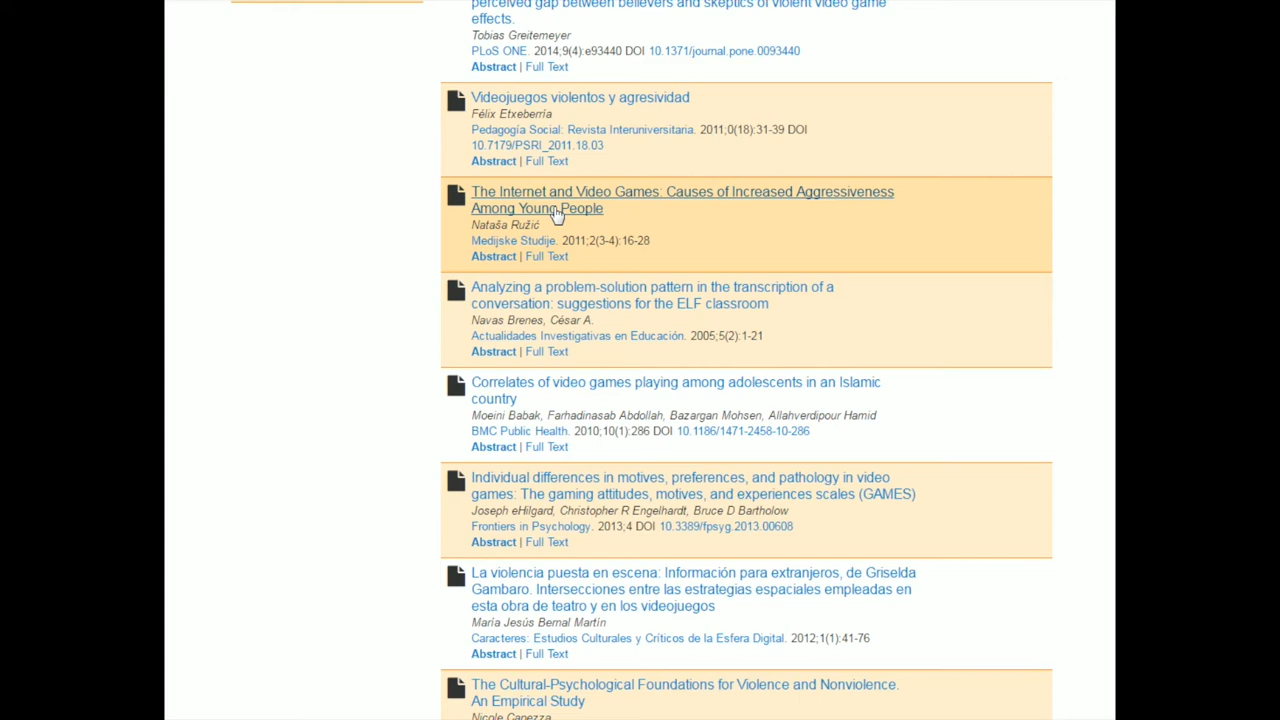 perceived gap between believers and skeptics of violent video game
effects.
Tobias Greitemeyer
PLoS ONE. 2014;9(4):e93440 DOI 10.1371/journal.pone.0093440
Abstract | Full Text
Videojuegos violentos y agresividad
Félix Etxeberría
Pedagogía Social: Revista Interuniversitaria. 2011;0(18):31-39 DOI
10.7179/PSRI_2011.18.03
Abstract | Full Text
The Internet and Video Games: Causes of Increased Aggressiveness
Among Young People
Nataša Ružić
Medijske Studije. 2011;2(3-4):16-28
Abstract | Full Text
Analyzing a problem-solution pattern in the transcription of a
conversation: suggestions for the ELF classroom
Navas Brenes, César A.
Actualidades Investigativas en Educación. 2005;5(2):1-21
Abstract | Full Text
Correlates of video games playing among adolescents in an Islamic
country
Moeini Babak, Farhadinasab Abdollah, Bazargan Mohsen, Allahverdipour Hamid
BMC Public Health. 2010;10(1):286 DOI 10.1186/1471-2458-10-286
Abstract | Full Text
Individual differences in motives, preferences, and pathology in video
games: The gaming attitudes, motives, and experiences scales (GAMES)
Joseph eHilgard, Christopher R Engelhardt, Bruce D Bartholow
Frontiers in Psychology. 2013;4 DOI 10.3389/fpsyg.2013.00608
Abstract | Full Text
La violencia puesta en escena: Información para extranjeros, de Griselda
Gambaro. Intersecciones entre las estrategias espaciales empleadas en
esta obra de teatro y en los videojuegos
María Jesús Bernal Martín
Caracteres: Estudios Culturales y Críticos de la Esfera Digital. 2012;1(1):41-76
Abstract | Full Text
The Cultural-Psychological Foundations for Violence and Nonviolence.
An Empirical Study
Nicole Capezza